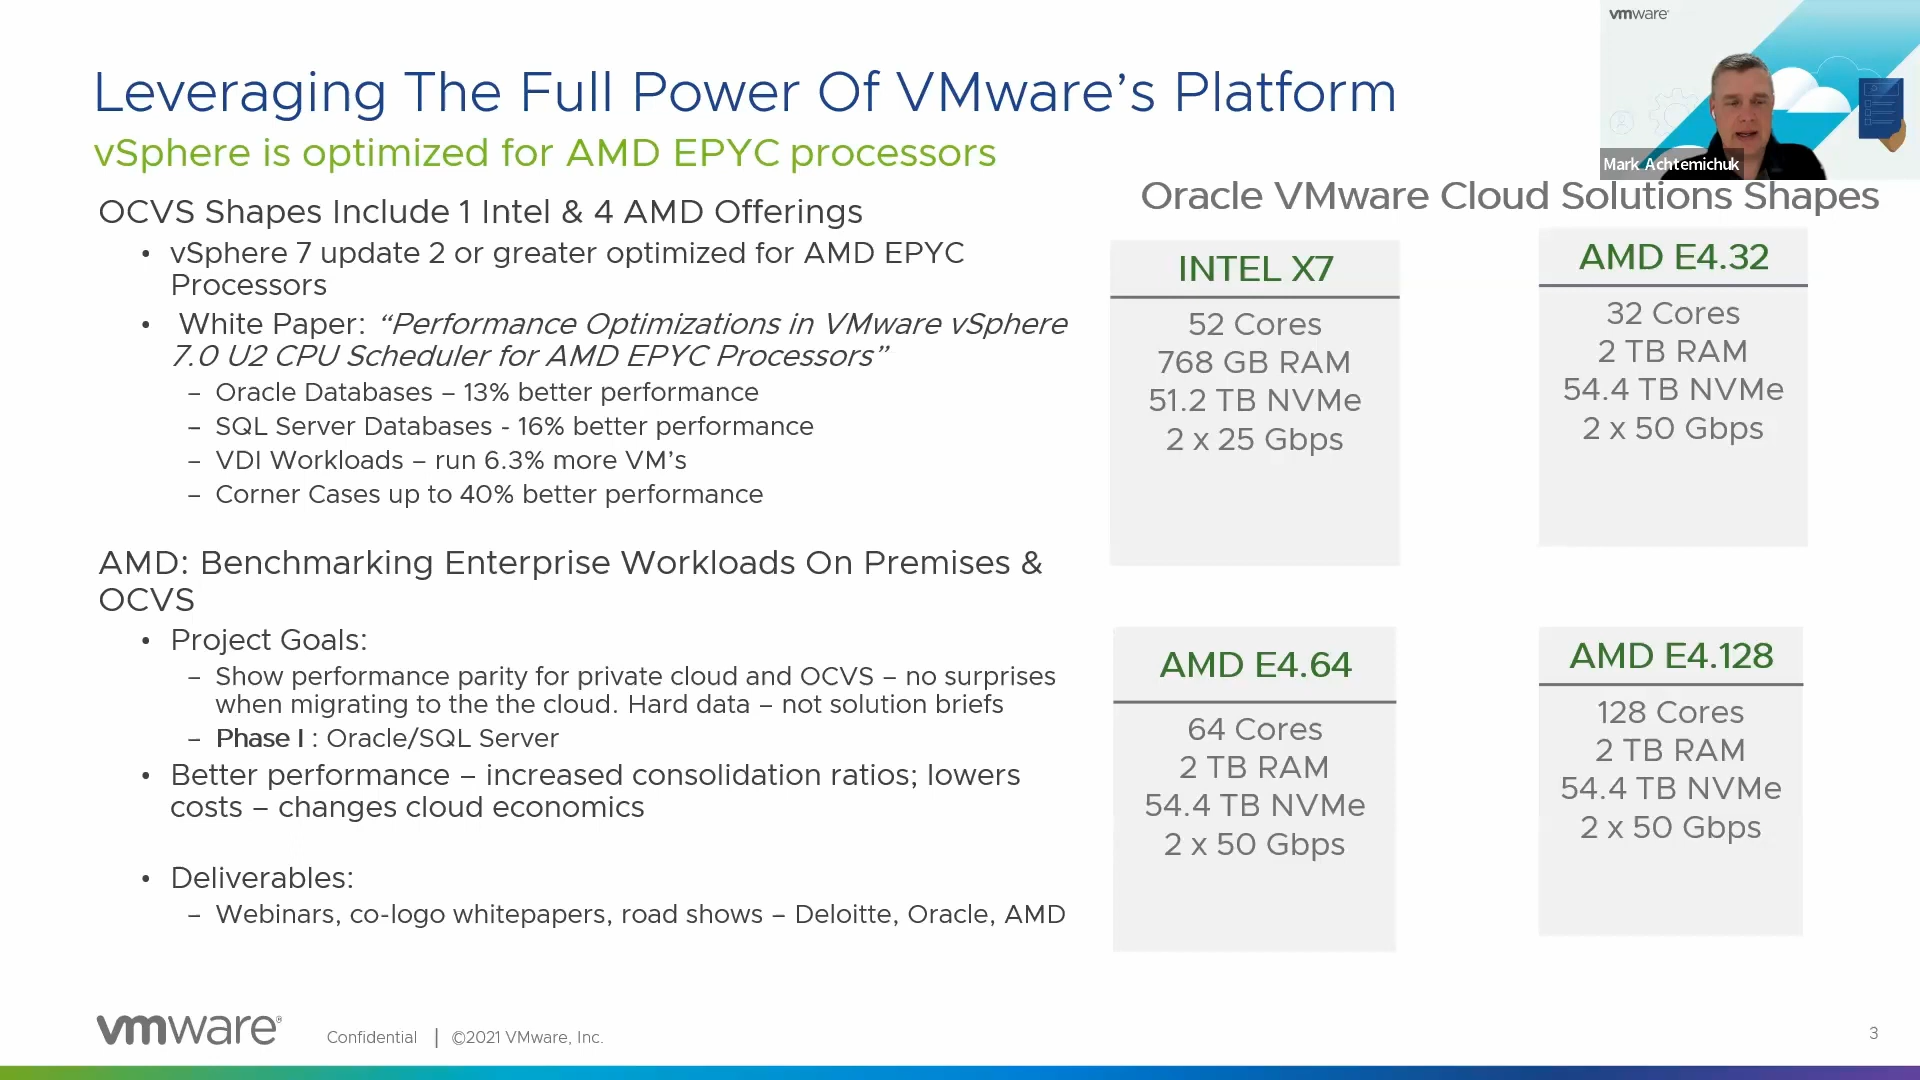 vmware
Mark Achtemichuk
Leveraging The Full Power Of VMware’s Platform
vSphere is optimized for AMD EPYC processors
OCVS Shapes Include 1 Intel & 4 AMD Offerings
• vSphere 7 update 2 or greater optimized for AMD EPYC
Processors
• White Paper: “Performance Optimizations in VMware vSphere
7.0 U2 CPU Scheduler for AMD EPYC Processors”
– Oracle Databases – 13% better performance
– SQL Server Databases - 16% better performance
– VDI Workloads – run 6.3% more VM’s
– Corner Cases up to 40% better performance
AMD: Benchmarking Enterprise Workloads On Premises &
OCVS
• Project Goals:
– Show performance parity for private cloud and OCVS – no surprises
when migrating to the the cloud. Hard data – not solution briefs
– Phase I : Oracle/SQL Server
• Better performance – increased consolidation ratios; lowers
costs – changes cloud economics
• Deliverables:
– Webinars, co-logo whitepapers, road shows – Deloitte, Oracle, AMD
Oracle VMware Cloud Solutions Shapes
INTEL X7
52 Cores
768 GB RAM
51.2 TB NVMe
2 x 25 Gbps
AMD E4.32
32 Cores
2 TB RAM
54.4 TB NVMe
2 x 50 Gbps
AMD E4.64
64 Cores
2 TB RAM
54.4 TB NVMe
2 x 50 Gbps
AMD E4.128
128 Cores
2 TB RAM
54.4 TB NVMe
2 x 50 Gbps
vmware®
Confidential | ©2021 VMware, Inc.
3